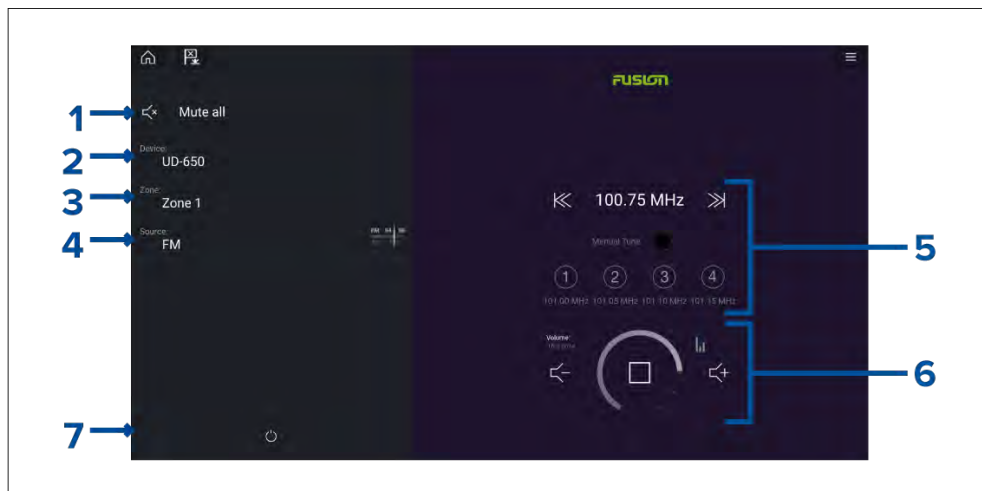 FUSION
1
Mute all
2
Device:
UD-650
3
Zone:
Zone 1
4
Source:
FM
100.75 MHz
5
Manual Tune
1 2 3 4
101.00 MHz 101.05 MHz 101.10 MHz 101.15 MHz
Volume:
6
7